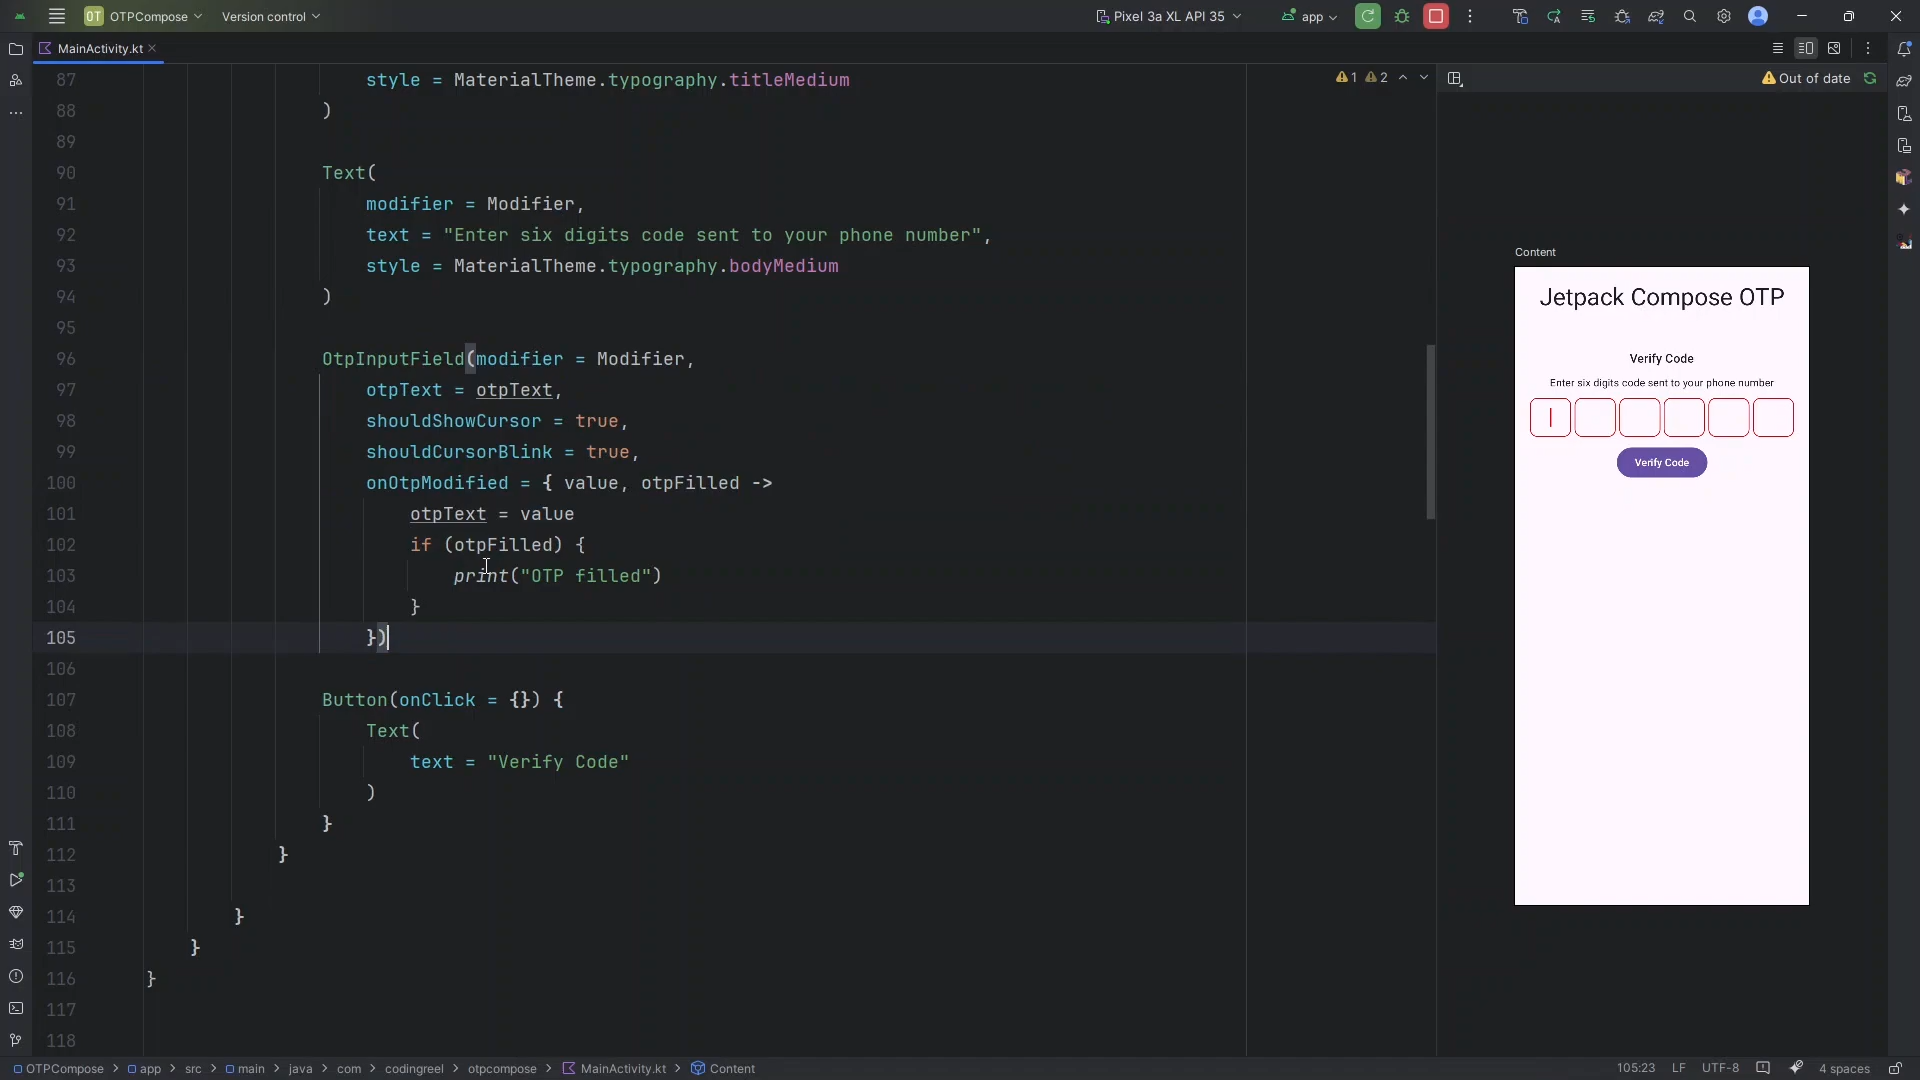 OT OTPCompose Version control Pixel 3a XL API 35 app
MainActivity.kt
1 2 Out of date
87 style = MaterialTheme.typography.titleMedium
88 )
89
90 Text(
91 modifier = Modifier,
92 text = "Enter six digits code sent to your phone number",
93 style = MaterialTheme.typography.bodyMedium
94 )
95
96 OtpInputField(modifier = Modifier,
97 otpText = otpText,
98 shouldShowCursor = true,
99 shouldCursorBlink = true,
100 onOtpModified = { value, otpFilled ->
101 otpText = value
102 if (otpFilled) {
103 print("OTP filled")
104 }
105 })
106
107 Button(onClick = {}) {
108 Text(
109 text = "Verify Code"
110 )
111 }
112 }
113
114 }
115 }
116 }
117
118
Content
Jetpack Compose OTP
Verify Code
Enter six digits code sent to your phone number
Verify Code
OTPCompose > app > src > main > java > com > codingreel > otpcompose > MainActivity.kt > Content 105:23 LF UTF-8 4 spaces